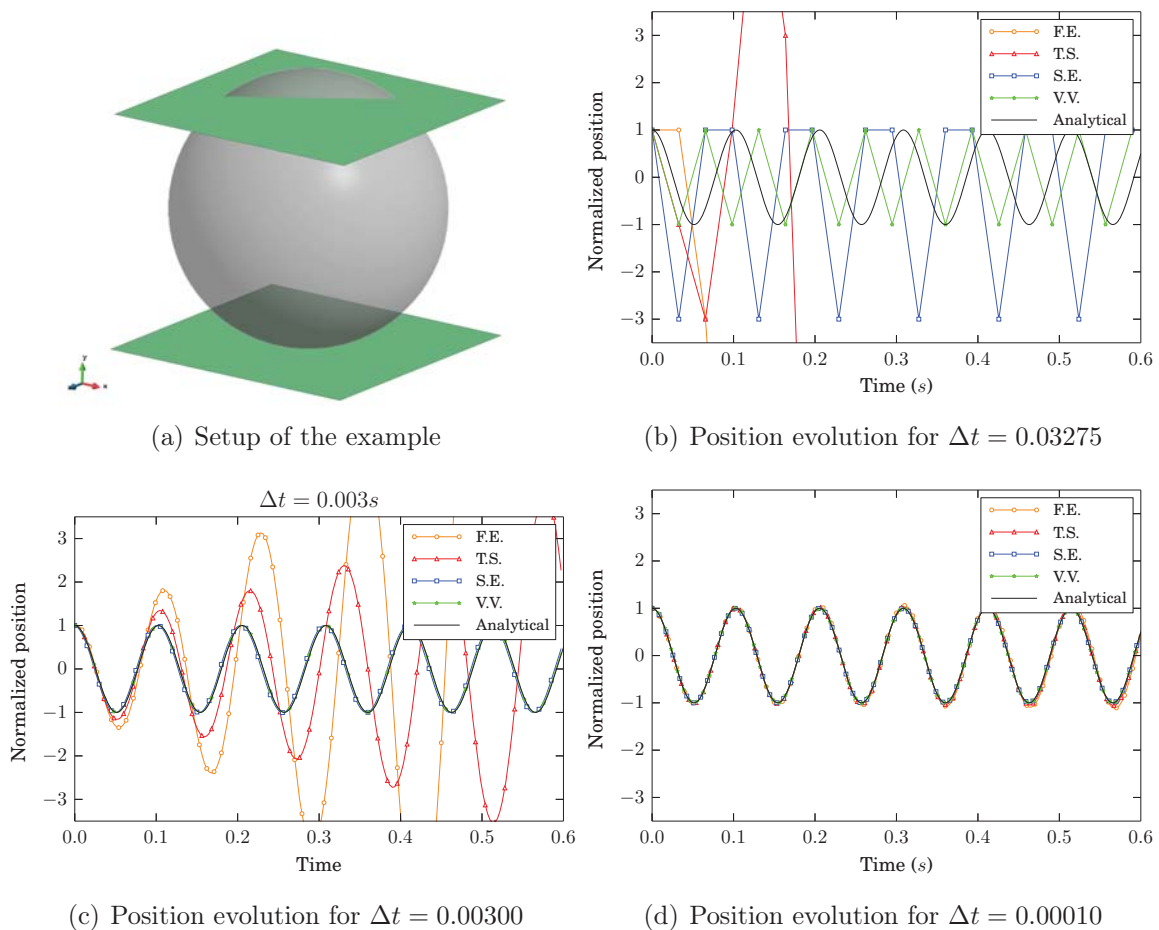 (a) Setup of the example
Normalized position
3
2
1
0
−1
−2
−3
F.E.
T.S.
S.E.
V.V.
Analytical
0.0 0.1 0.2 0.3 0.4 0.5 0.6
Time (s)
(b) Position evolution for Δt = 0.03275
Δt = 0.003s
Normalized position
3
2
1
0
−1
−2
−3
F.E.
T.S.
S.E.
V.V.
Analytical
0.0 0.1 0.2 0.3 0.4 0.5 0.6
Time
(c) Position evolution for Δt = 0.00300
Normalized position
3
2
1
0
−1
−2
−3
F.E.
T.S.
S.E.
V.V.
Analytical
0.0 0.1 0.2 0.3 0.4 0.5 0.6
Time (s)
(d) Position evolution for Δt = 0.00010